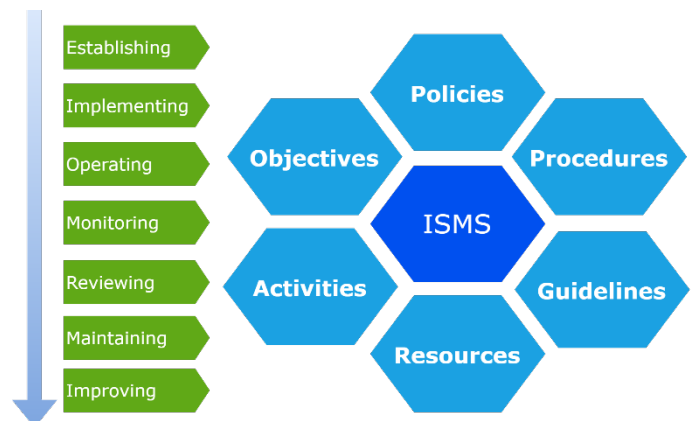 Establishing
Implementing
Operating
Monitoring
Reviewing
Maintaining
Improving
Policies
Objectives
Procedures
ISMS
Activities
Guidelines
Resources